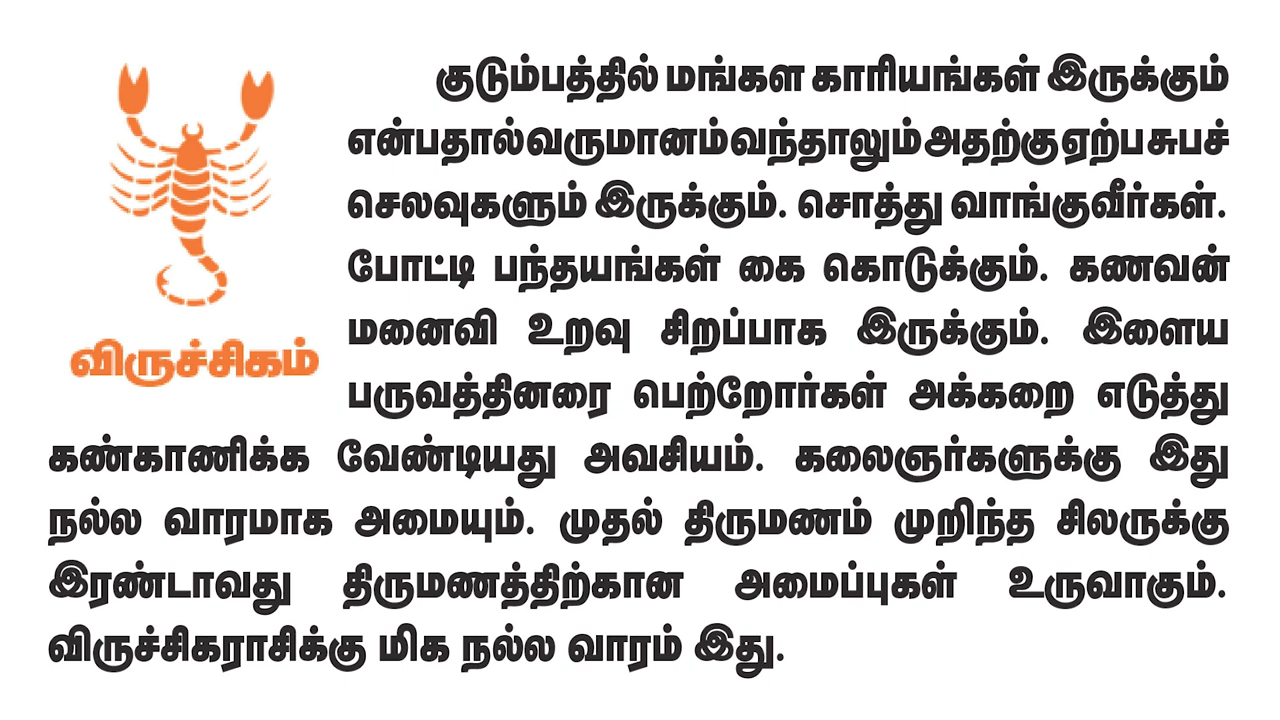 குடும்பத்தில் மங்கள காரியங்கள் இருக்கும்
என்பதால் வருமானம் வந்தாலும் அதற்கு ஏற்ப சுபச்
செலவுகளும் இருக்கும். சொத்து வாங்குவீர்கள்.
போட்டி பந்தயங்கள் கை கொடுக்கும். கணவன்
மனைவி உறவு சிறப்பாக இருக்கும். இளைய
பருவத்தினரை பெற்றோர்கள் அக்கறை எடுத்து
விருச்சிகம்
கண்காணிக்க வேண்டியது அவசியம். கலைஞர்களுக்கு இது
நல்ல வாரமாக அமையும். முதல் திருமணம் முறிந்த சிலருக்கு
இரண்டாவது திருமணத்திற்கான அமைப்புகள் உருவாகும்.
விருச்சிகராசிக்கு மிக நல்ல வாரம் இது.